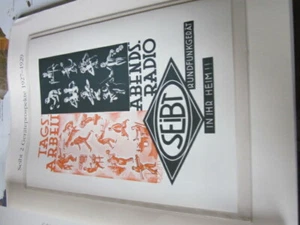 TAGS
ARBEIT
ABENDS.
RADIO
SEIBT
RUNDFUNKGERÄT
IN IHR HEIM!!